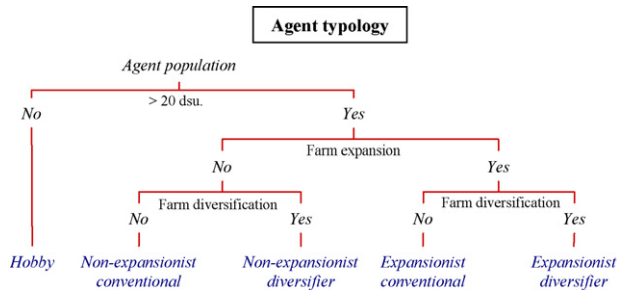 Agent typology
Agent population
> 20 dsu.
No
Yes
Farm expansion
No
Yes
Farm diversification
Farm diversification
No
Yes
No
Yes
Hobby
Non-expansionist
conventional
Non-expansionist
diversifier
Expansionist
conventional
Expansionist
diversifier